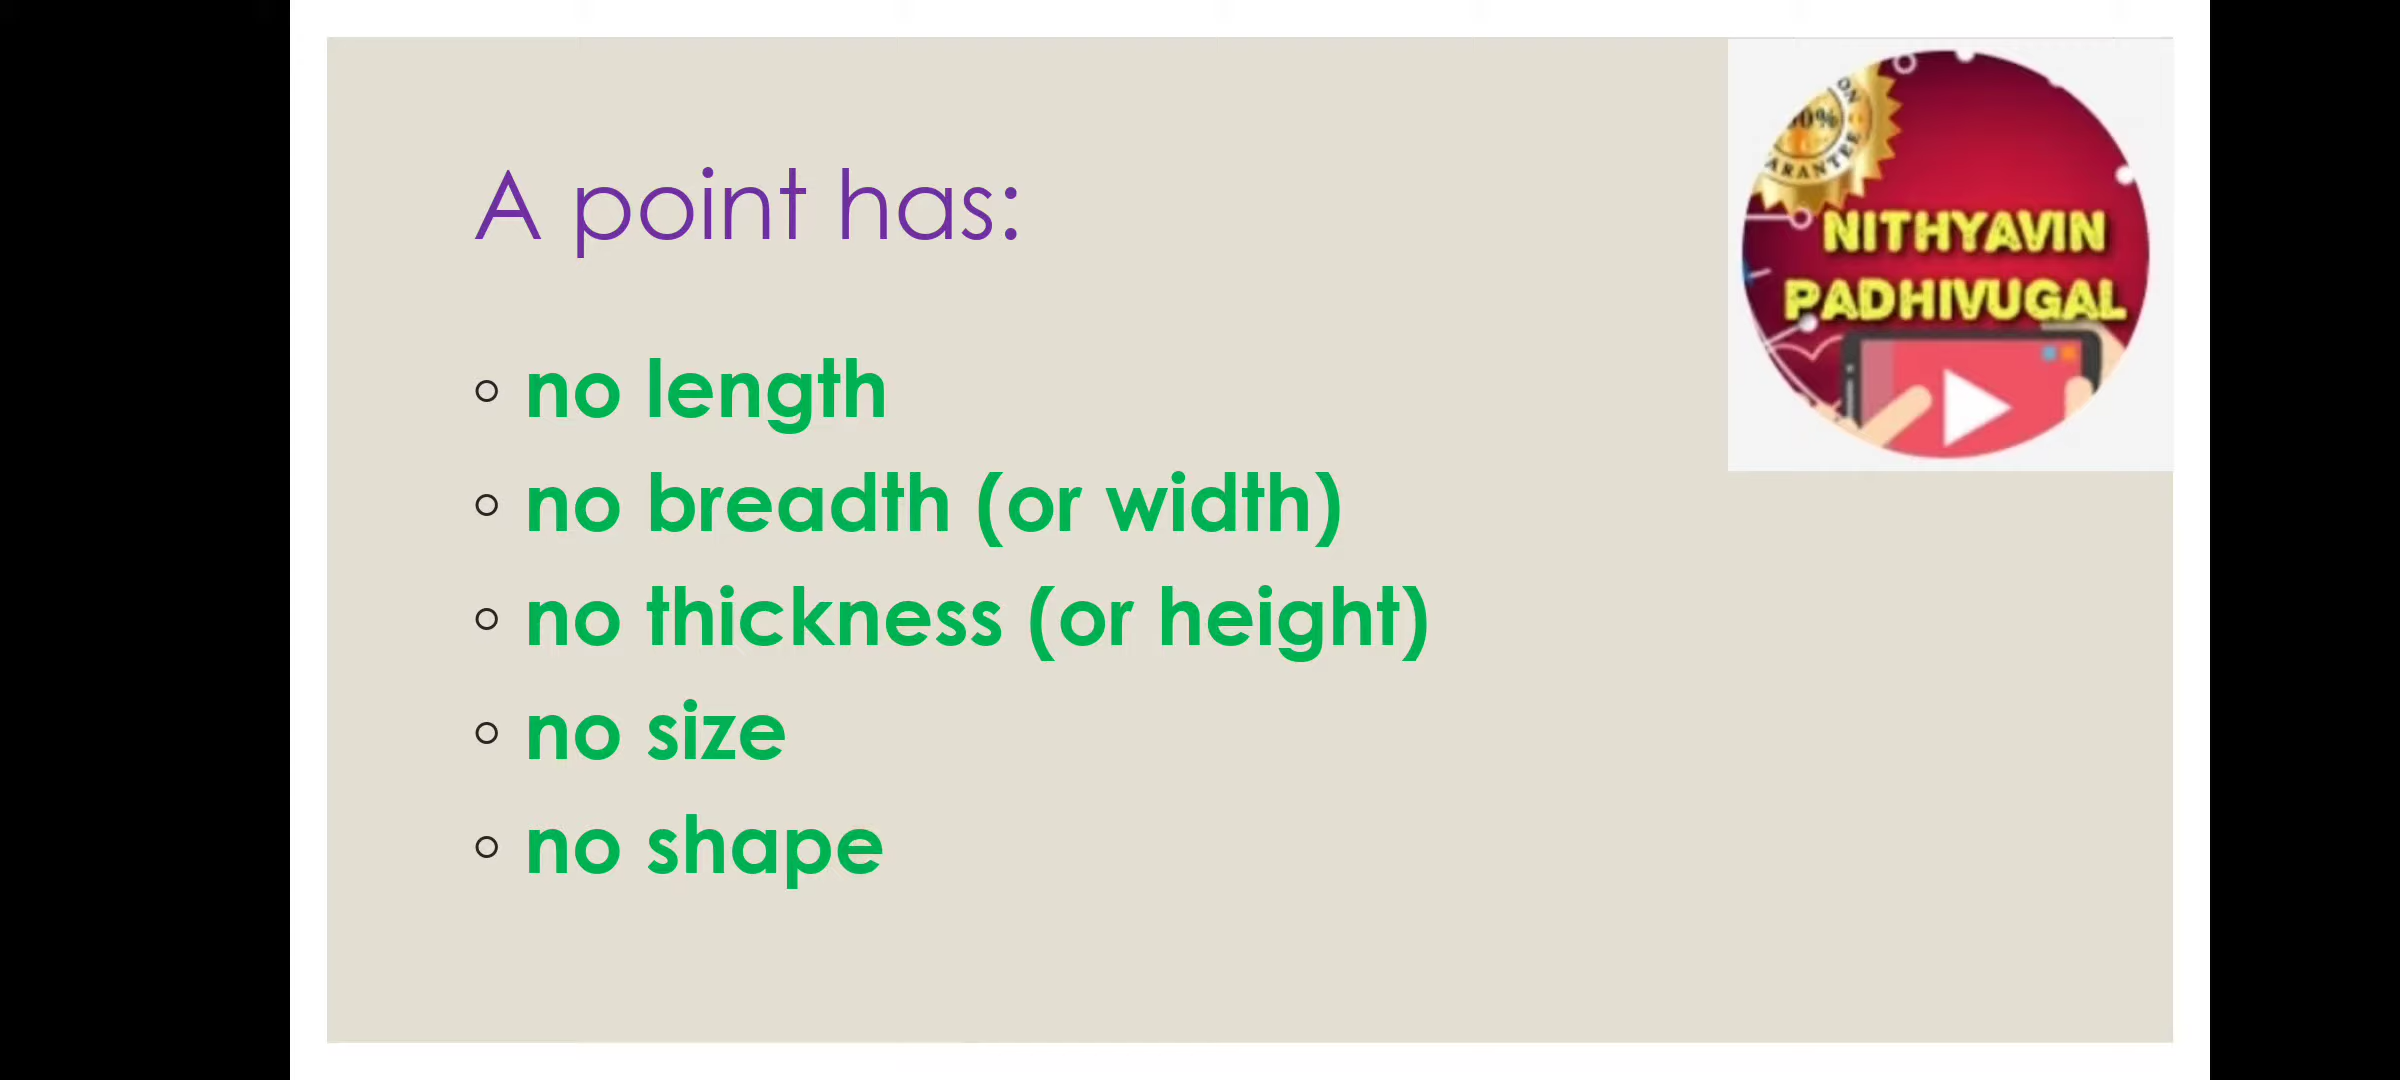 A point has:
no length
no breadth (or width)
no thickness (or height)
no size
no shape
NITHYAVIN
PADHIVUGAL